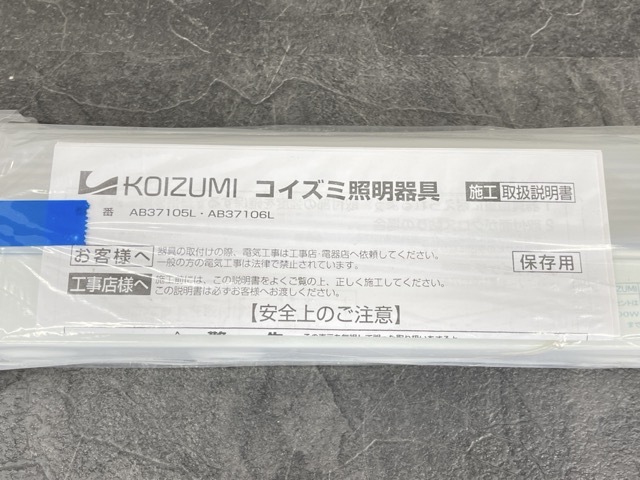 KOIZUMI コイズミ照明器具 施工 取扱説明書
番 AB37105L・AB37106L
お客様へ 器具の取付けの際、電気工事は工事店・電器店へ依頼してください。
一般の方の電気工事は法律で禁止されています。
保存用
工事店様へ 施工前には、この説明書をよくご覧の上、正しく施工してください。
この説明書は必ずお客様へお渡しください。
【安全上のご注意】